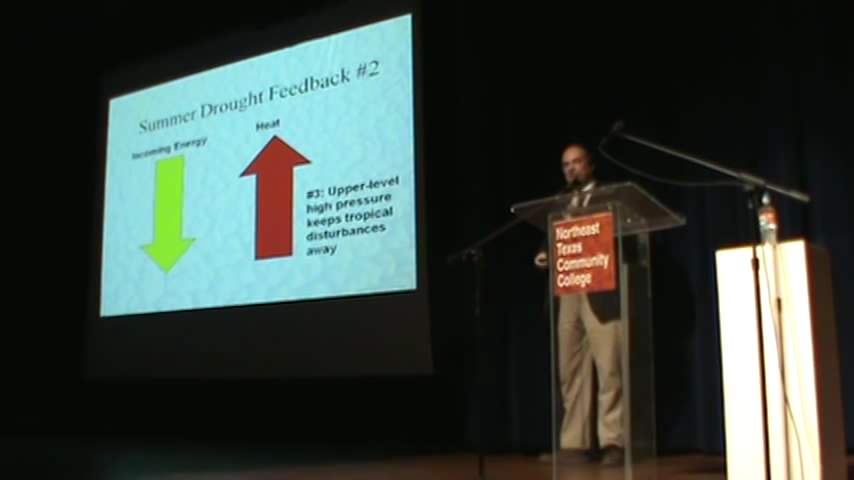 Summer Drought Feedback #2
Incoming Energy
Heat
#3: Upper-level
high pressure
keeps tropical
disturbances
away
Northeast
Texas
Community
College